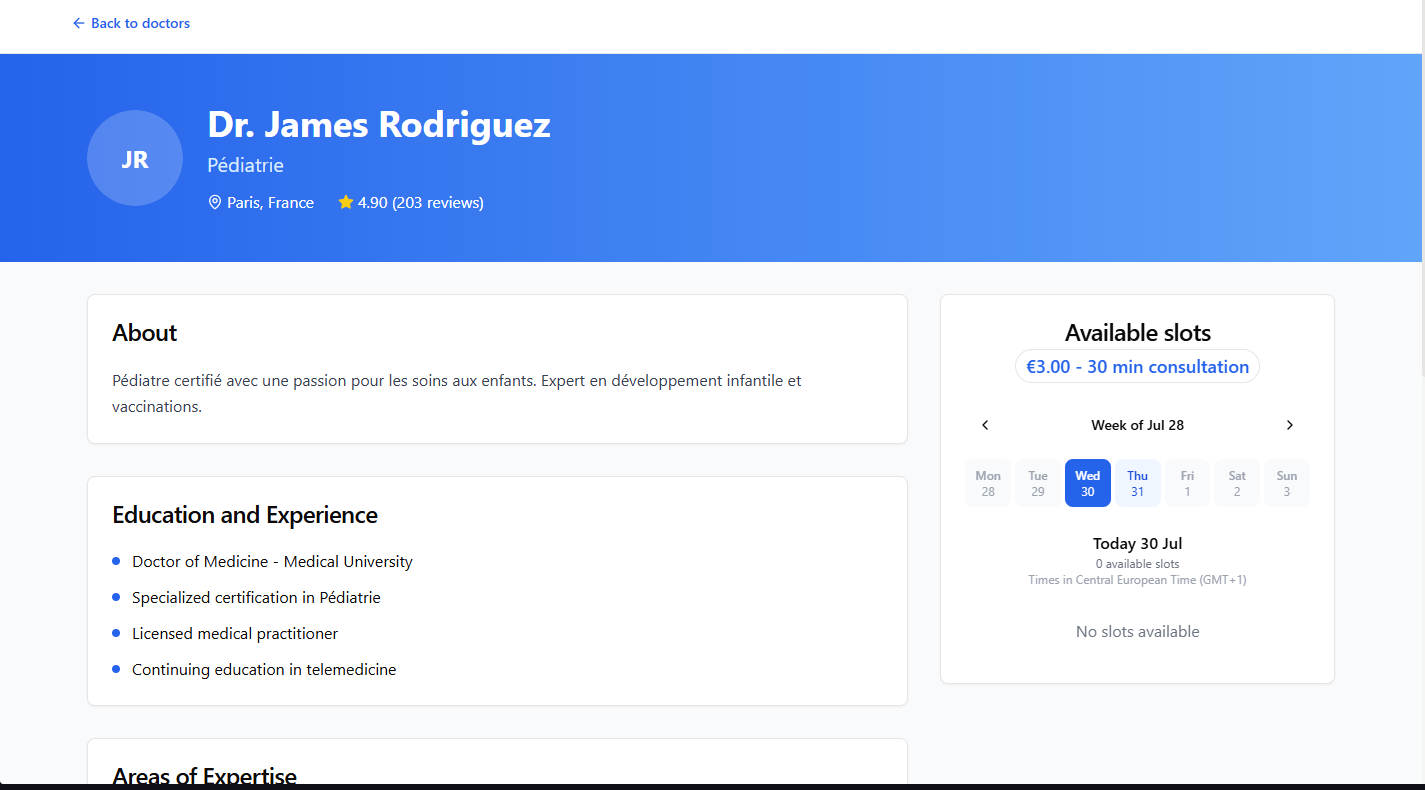 ← Back to doctors
JR
Dr. James Rodriguez
Pédiatrie
Paris, France
4.90 (203 reviews)
About
Pédiatre certifié avec une passion pour les soins aux enfants. Expert en développement infantile et
vaccinations.
Education and Experience
Doctor of Medicine - Medical University
Specialized certification in Pédiatrie
Licensed medical practitioner
Continuing education in telemedicine
Areas of Expertise
Available slots
€3.00 - 30 min consultation
Week of Jul 28
Mon Tue Wed Thu Fri Sat Sun
28 29 30 31 1 2 3
Today 30 Jul
0 available slots
Times in Central European Time (GMT+1)
No slots available